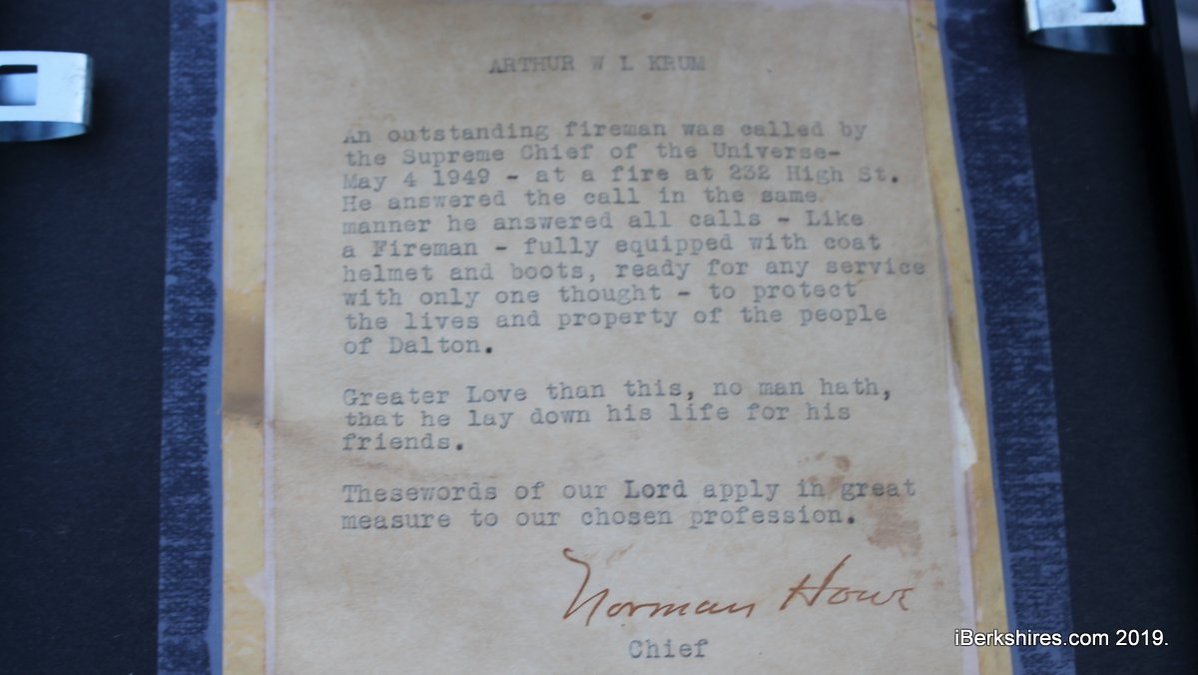 ARTHUR W L KRUM
An outstanding fireman was called by
the Supreme Chief of the Universe-
May 4 1949 - at a fire at 232 High St.
He answered the call in the same
manner he answered all calls - Like
a Fireman - fully equipped with coat
helmet and boots, ready for any service
with only one thought - to protect
the lives and property of the people
of Dalton.
Greater Love than this, no man hath,
that he lay down his life for his
friends.
Thesewords of our Lord apply in great
measure to our chosen profession.
Norman Howe
Chief
iBerkshires.com 2019.